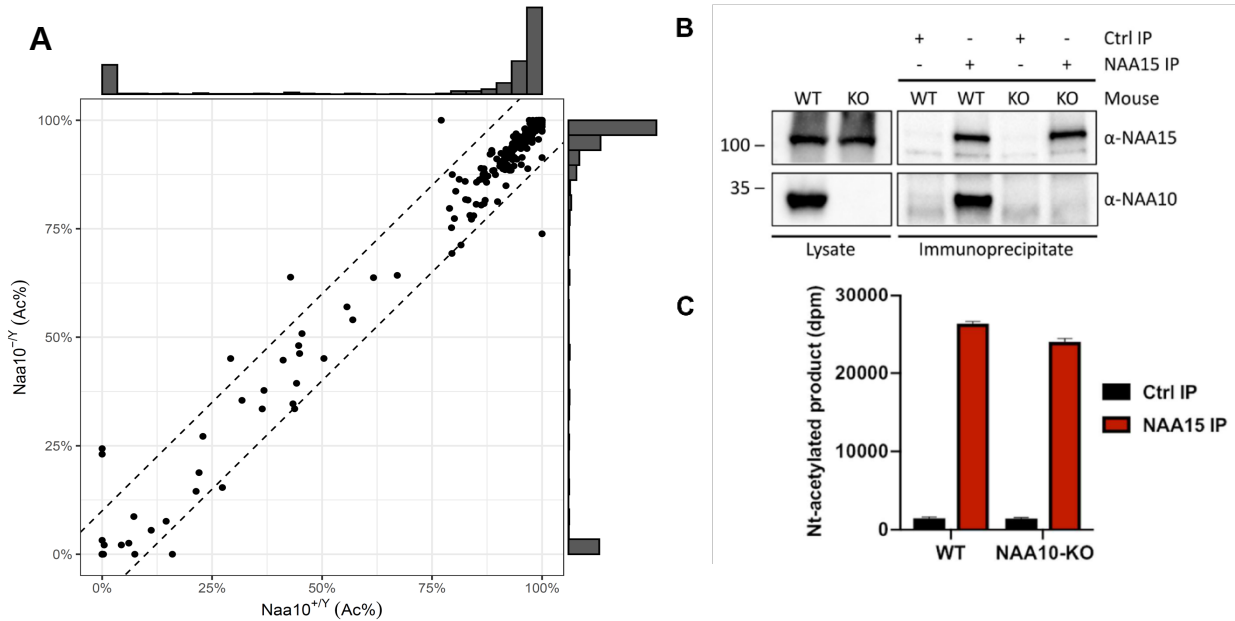 A
100%
75%
50%
25%
0%
Naa10⁻/ʸ (Ac%)
0% 25% 50% 75% 100%
Naa10⁺/ʸ (Ac%)
B
+ - + - Ctrl IP
- + - + NAA15 IP
WT KO WT WT KO KO Mouse
100 – α-NAA15
35 – α-NAA10
Lysate Immunoprecipitate
C
Nt-acetylated product (dpm)
30000
20000
10000
0
WT NAA10-KO
Ctrl IP
NAA15 IP